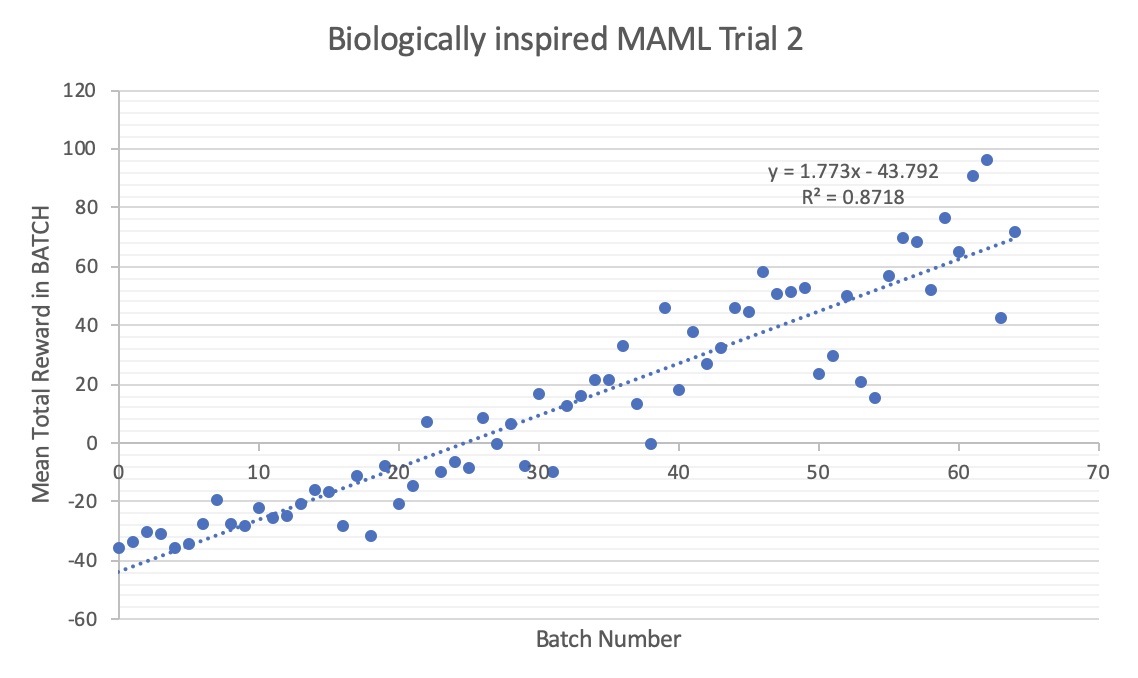 Biologically inspired MAML Trial 2
120
100
80
60
40
20
0
-20
-40
-60
Mean Total Reward in BATCH
y = 1.773x - 43.792
R² = 0.8718
0 10 20 30 40 50 60 70
Batch Number